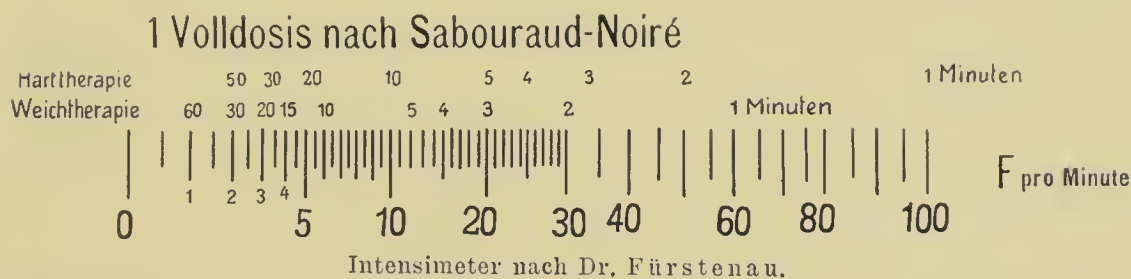 1 Volldosis nach Sabouraud-Noiré
Harttherapie 50 30 20 10 5 4 3 2 1 Minuten
Weichtherapie 60 30 20 15 10 5 4 3 2 1 Minuten
1 2 3 4
F pro Minute
0 5 10 20 30 40 60 80 100
Intensimeter nach Dr. Fürstenau.